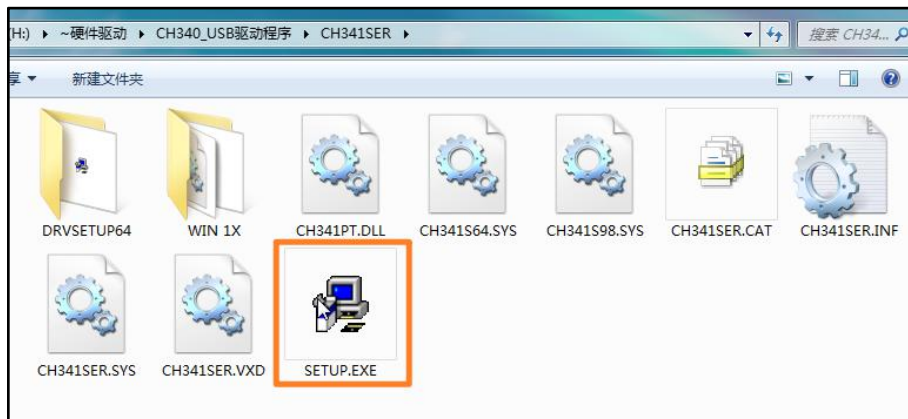 (H:) ▸ ~硬件驱动 ▸ CH340_USB驱动程序 ▸ CH341SER ▸
搜索 CH34...
享 新建文件夹
DRVSETUP64 WIN 1X CH341PT.DLL CH341S64.SYS CH341S98.SYS CH341SER.CAT CH341SER.INF
CH341SER.SYS CH341SER.VXD SETUP.EXE